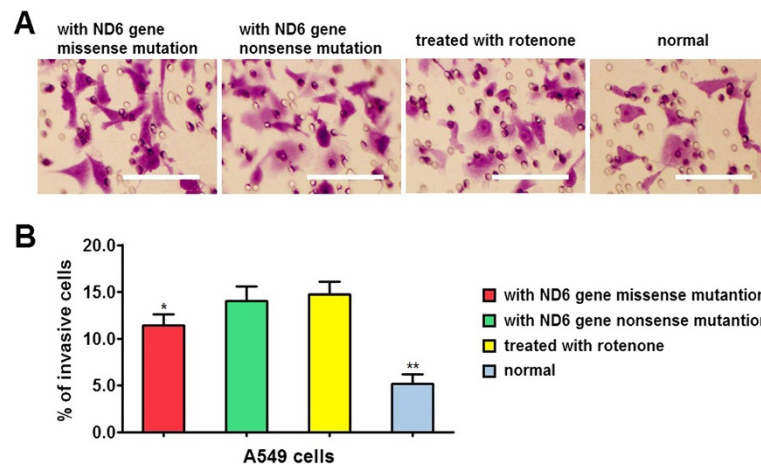 A
with ND6 gene
missense mutation
with ND6 gene
nonsense mutation
treated with rotenone
normal
B
% of invasive cells
20.0
15.0
10.0
5.0
0.0
*
**
A549 cells
with ND6 gene missense mutantion
with ND6 gene nonsense mutantion
treated with rotenone
normal